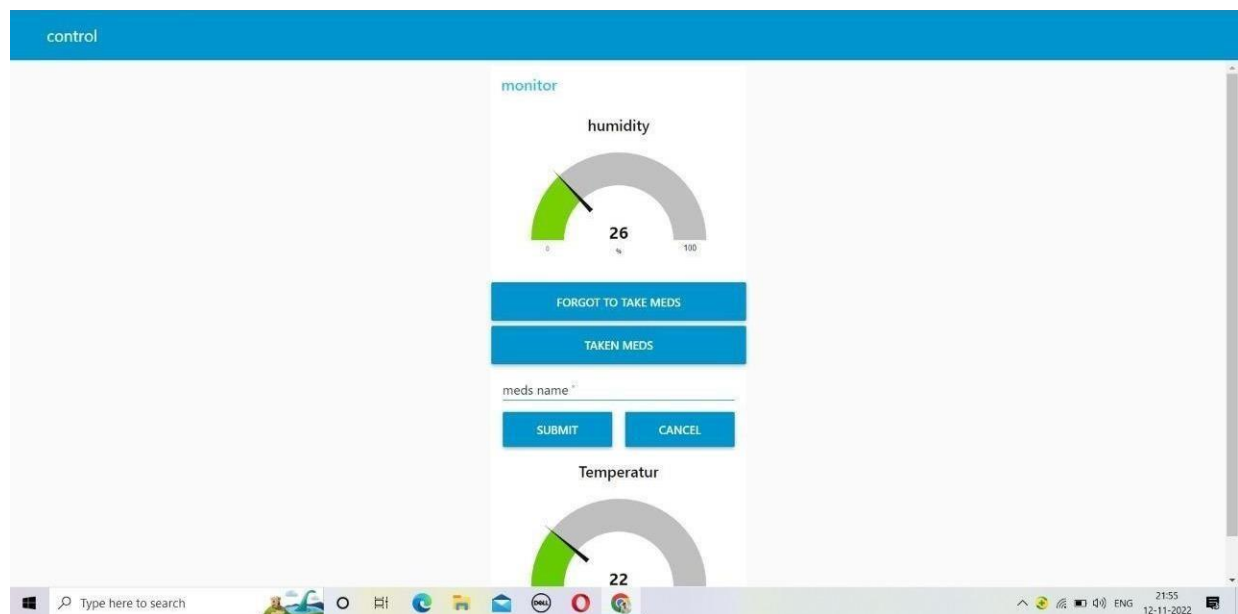 control
monitor
humidity
26
0 % 100
FORGOT TO TAKE MEDS
TAKEN MEDS
meds name *
SUBMIT CANCEL
Temperatur
22
Type here to search DELL ENG 21:55
12-11-2022